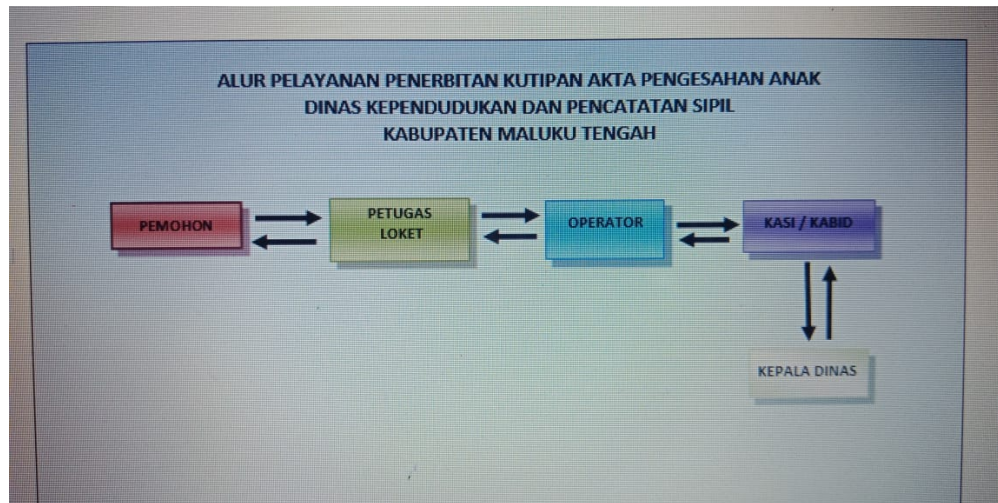 ALUR PELAYANAN PENERBITAN KUTIPAN AKTA PENGESAHAN ANAK
DINAS KEPENDUDUKAN DAN PENCATATAN SIPIL
KABUPATEN MALUKU TENGAH
PEMOHON
PETUGAS
LOKET
OPERATOR
KASI / KABID
KEPALA DINAS